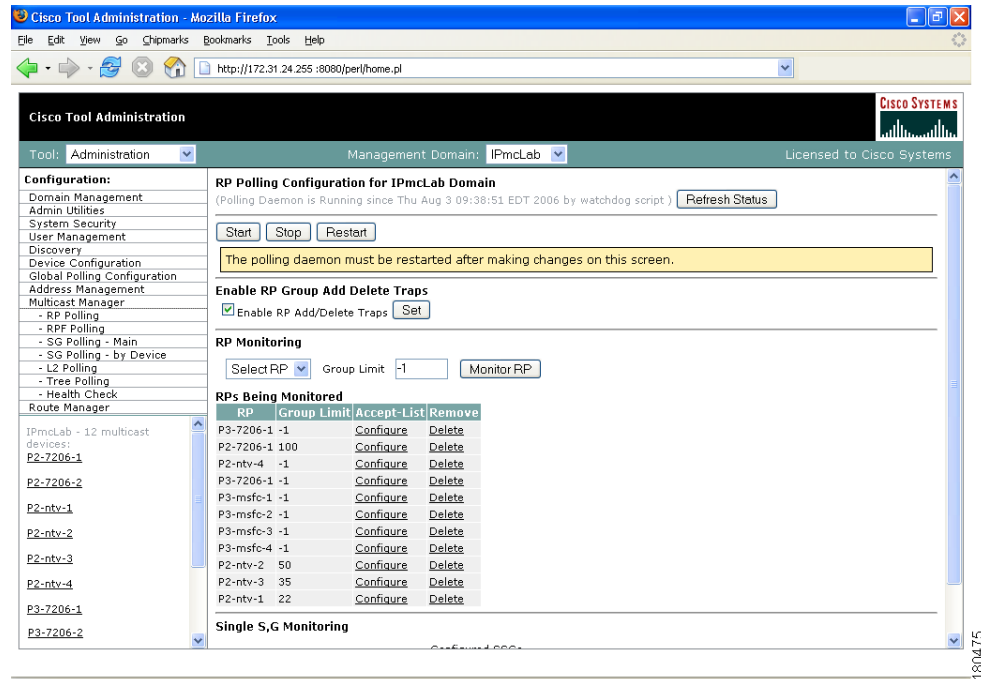 Cisco Tool Administration - Mozilla Firefox
File Edit View Go Chipmarks Bookmarks Tools Help
http://172.31.24.255 :8080/perl/home.pl
Cisco Tool Administration
CISCO SYSTEMS
Tool: Administration Management Domain: IPmcLab Licensed to Cisco Systems
Configuration:
Domain Management
Admin Utilities
System Security
User Management
Discovery
Device Configuration
Global Polling Configuration
Address Management
Multicast Manager
- RP Polling
- RPF Polling
- SG Polling - Main
- SG Polling - by Device
- L2 Polling
- Tree Polling
- Health Check
Route Manager
IPmcLab - 12 multicast
devices:
P2-7206-1
P2-7206-2
P2-ntv-1
P2-ntv-2
P2-ntv-3
P2-ntv-4
P3-7206-1
P3-7206-2
RP Polling Configuration for IPmcLab Domain
(Polling Daemon is Running since Thu Aug 3 09:38:51 EDT 2006 by watchdog script ) Refresh Status
Start Stop Restart
The polling daemon must be restarted after making changes on this screen.
Enable RP Group Add Delete Traps
Enable RP Add/Delete Traps Set
RP Monitoring
Select RP Group Limit -1 Monitor RP
RPs Being Monitored
RP Group Limit Accept-List Remove
P3-7206-1 -1 Configure Delete
P2-7206-1 100 Configure Delete
P2-ntv-4 -1 Configure Delete
P3-7206-1 -1 Configure Delete
P3-msfc-1 -1 Configure Delete
P3-msfc-2 -1 Configure Delete
P3-msfc-3 -1 Configure Delete
P3-msfc-4 -1 Configure Delete
P2-ntv-2 50 Configure Delete
P2-ntv-3 35 Configure Delete
P2-ntv-1 22 Configure Delete
Single S,G Monitoring
180475